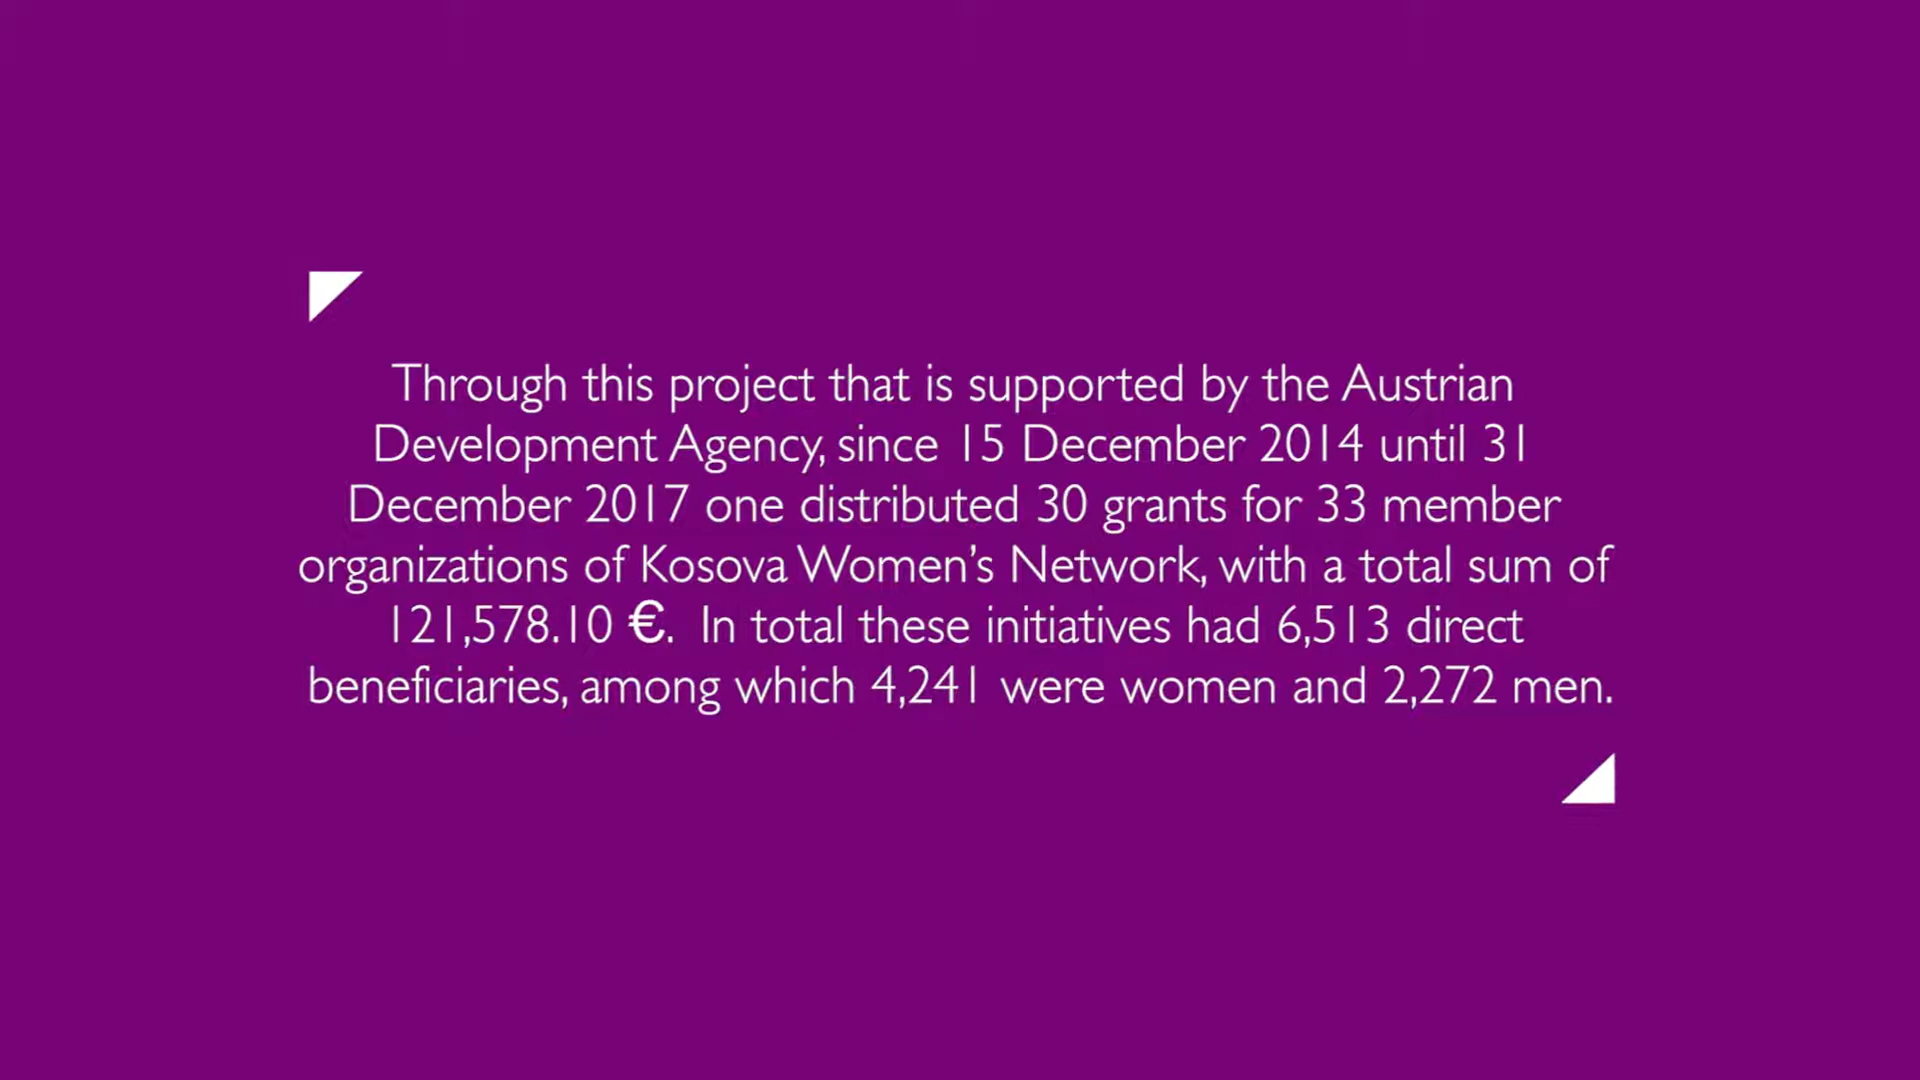 Through this project that is supported by the Austrian
Development Agency, since 15 December 2014 until 31
December 2017 one distributed 30 grants for 33 member
organizations of Kosova Women’s Network, with a total sum of
121,578.10 €.  In total these initiatives had 6,513 direct
beneficiaries, among which 4,241 were women and 2,272 men.